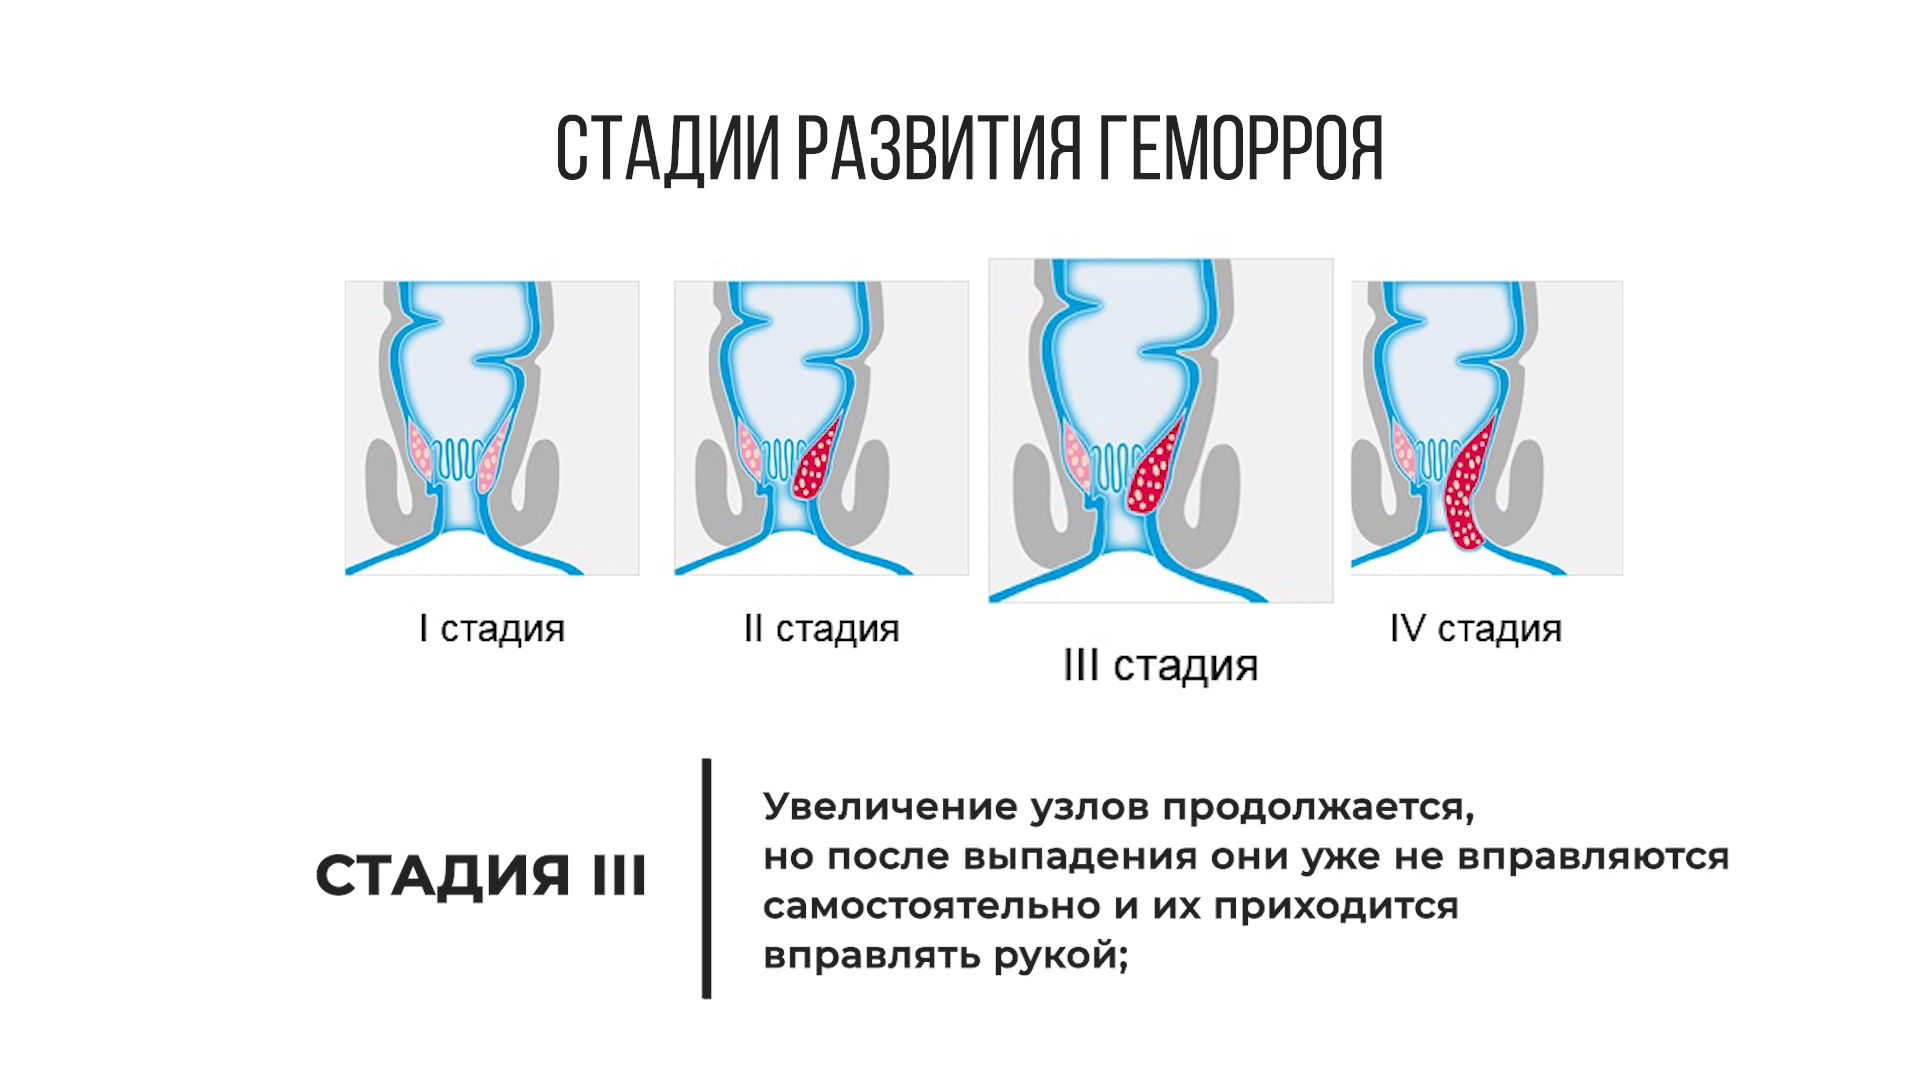 СТАДИИ РАЗВИТИЯ ГЕМОРРОЯ
I стадия
II стадия
III стадия
IV стадия
СТАДИЯ III
Увеличение узлов продолжается,
но после выпадения они уже не вправляются
самостоятельно и их приходится
вправлять рукой;